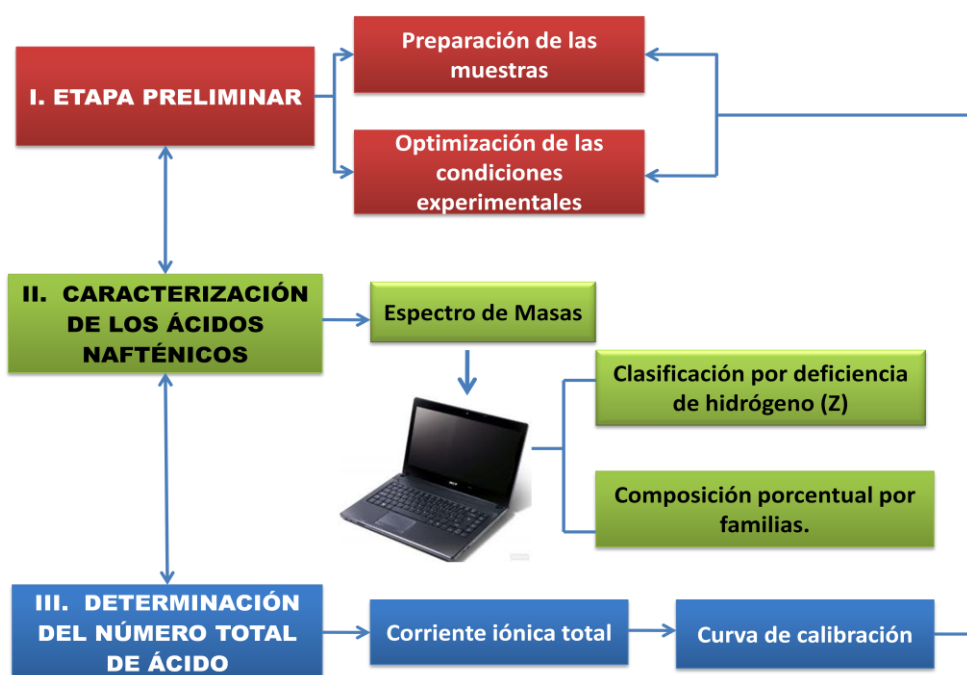 Preparación de las
muestras
I. ETAPA PRELIMINAR
Optimización de las
condiciones
experimentales
II. CARACTERIZACIÓN
DE LOS ÁCIDOS
NAFTÉNICOS
Espectro de Masas
Clasificación por deficiencia
de hidrógeno (Z)
Composición porcentual por
familias.
III. DETERMINACIÓN
DEL NÚMERO TOTAL
DE ÁCIDO
Corriente iónica total
Curva de calibración